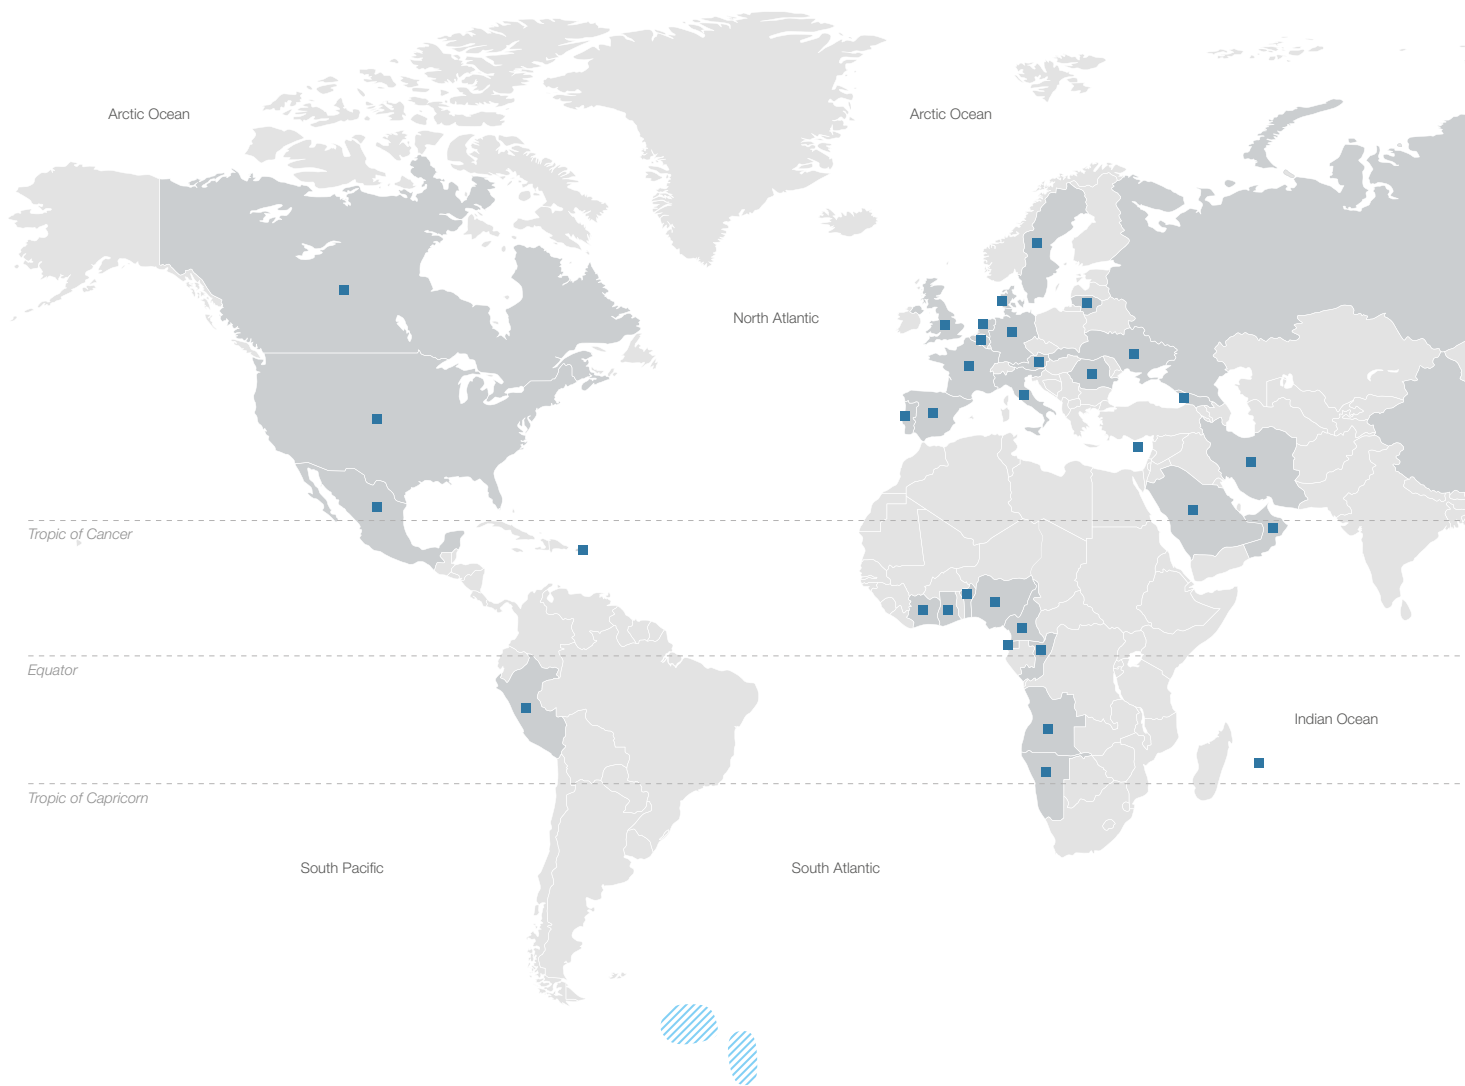 Arctic Ocean
Arctic Ocean
North Atlantic
Tropic of Cancer
Equator
Indian Ocean
Tropic of Capricorn
South Pacific
South Atlantic